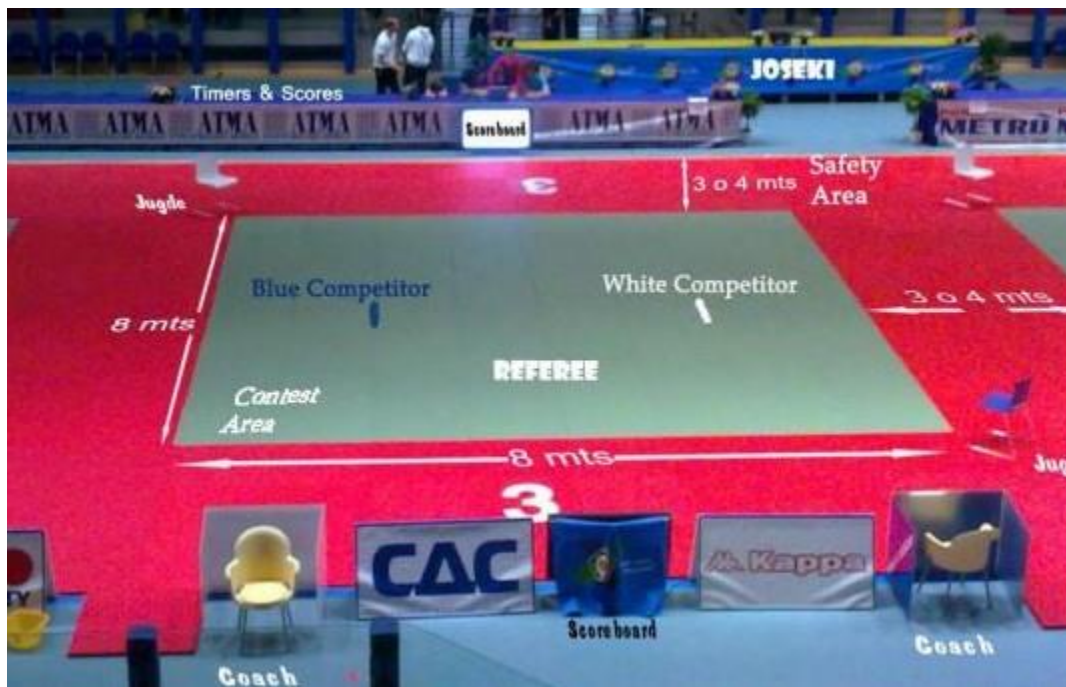 JOSEKI
Timers & Scores
ATMA ATMA ATMA ATMA ATMA ATMA ATMA
Scoreboard
METRO
Safety
Area
3 o 4 mts
3
Jugde
Blue Competitor
White Competitor
8 mts
3 o 4 mts
REFEREE
Contest
Area
8 mts
3
Jug
CAC
Kappa
TY
Scoreboard
Coach
Coach